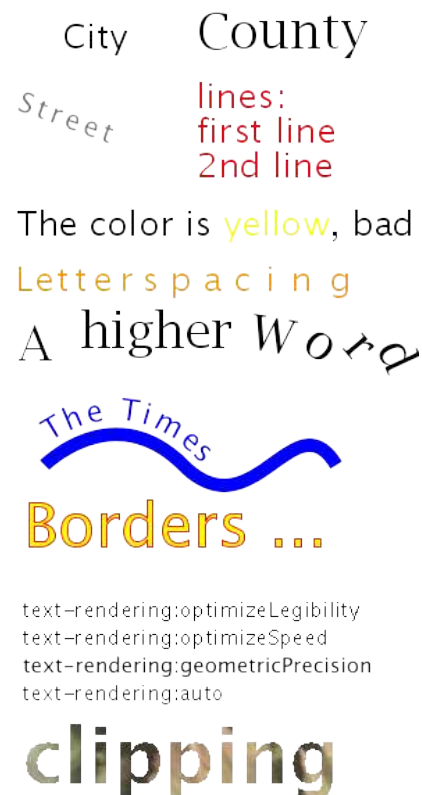 City County
Street
lines:
first line
2nd line
The color is yellow, bad
Letterspacing
A higher Word
The Times
Borders ...
text-rendering:optimizeLegibility
text-rendering:optimizeSpeed
text-rendering:geometricPrecision
text-rendering:auto
clipping